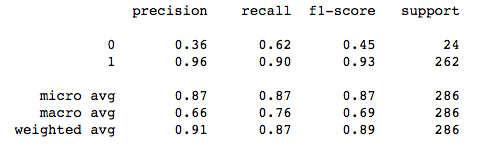 precision recall f1-score support
0 0.36 0.62 0.45 24
1 0.96 0.90 0.93 262
micro avg 0.87 0.87 0.87 286
macro avg 0.66 0.76 0.69 286
weighted avg 0.91 0.87 0.89 286